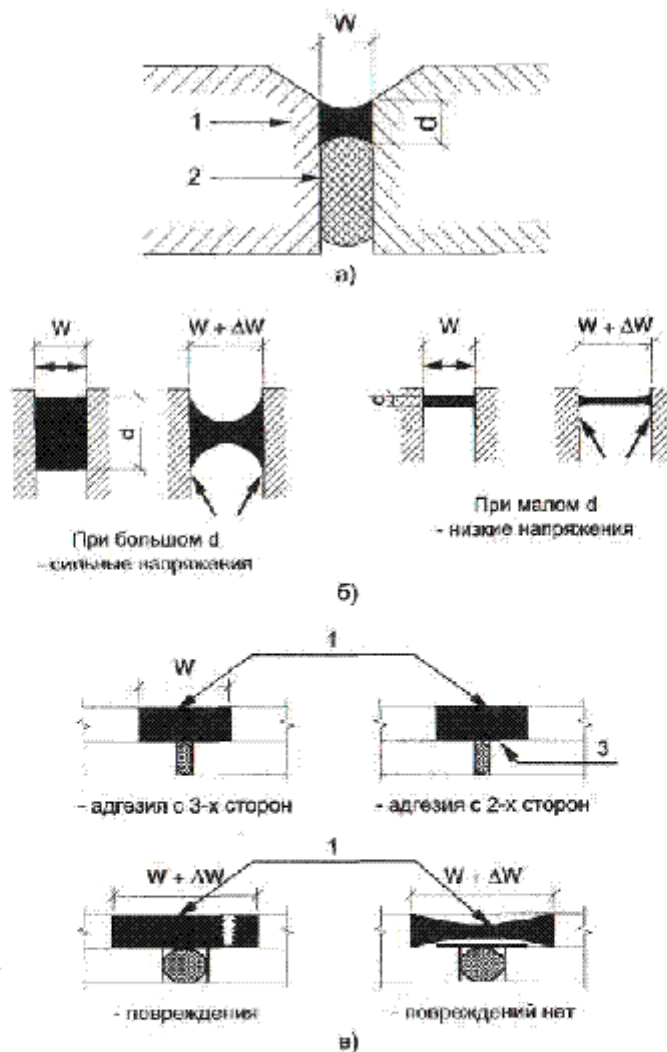 W
1
d
2
а)
W
W + ΔW
W
W + ΔW
d
d
При большом d
- сильные напряжения
При малом d
- низкие напряжения
б)
1
W
3
- адгезия с 3-х сторон
- адгезия с 2-х сторон
1
W + ΔW
W + ΔW
- повреждения
- повреждений нет
в)